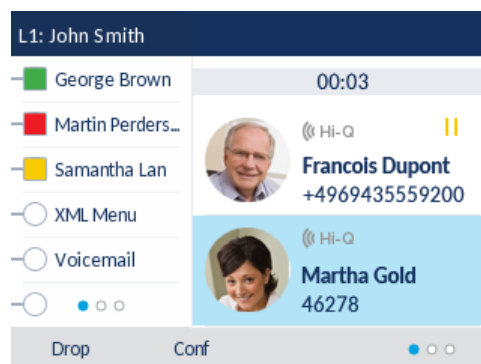 L1: John Smith
George Brown
Martin Perders...
Samantha Lan
XML Menu
Voicemail
00:03
Hi-Q
Francois Dupont
+4969435559200
Hi-Q
Martha Gold
46278
Drop
Conf